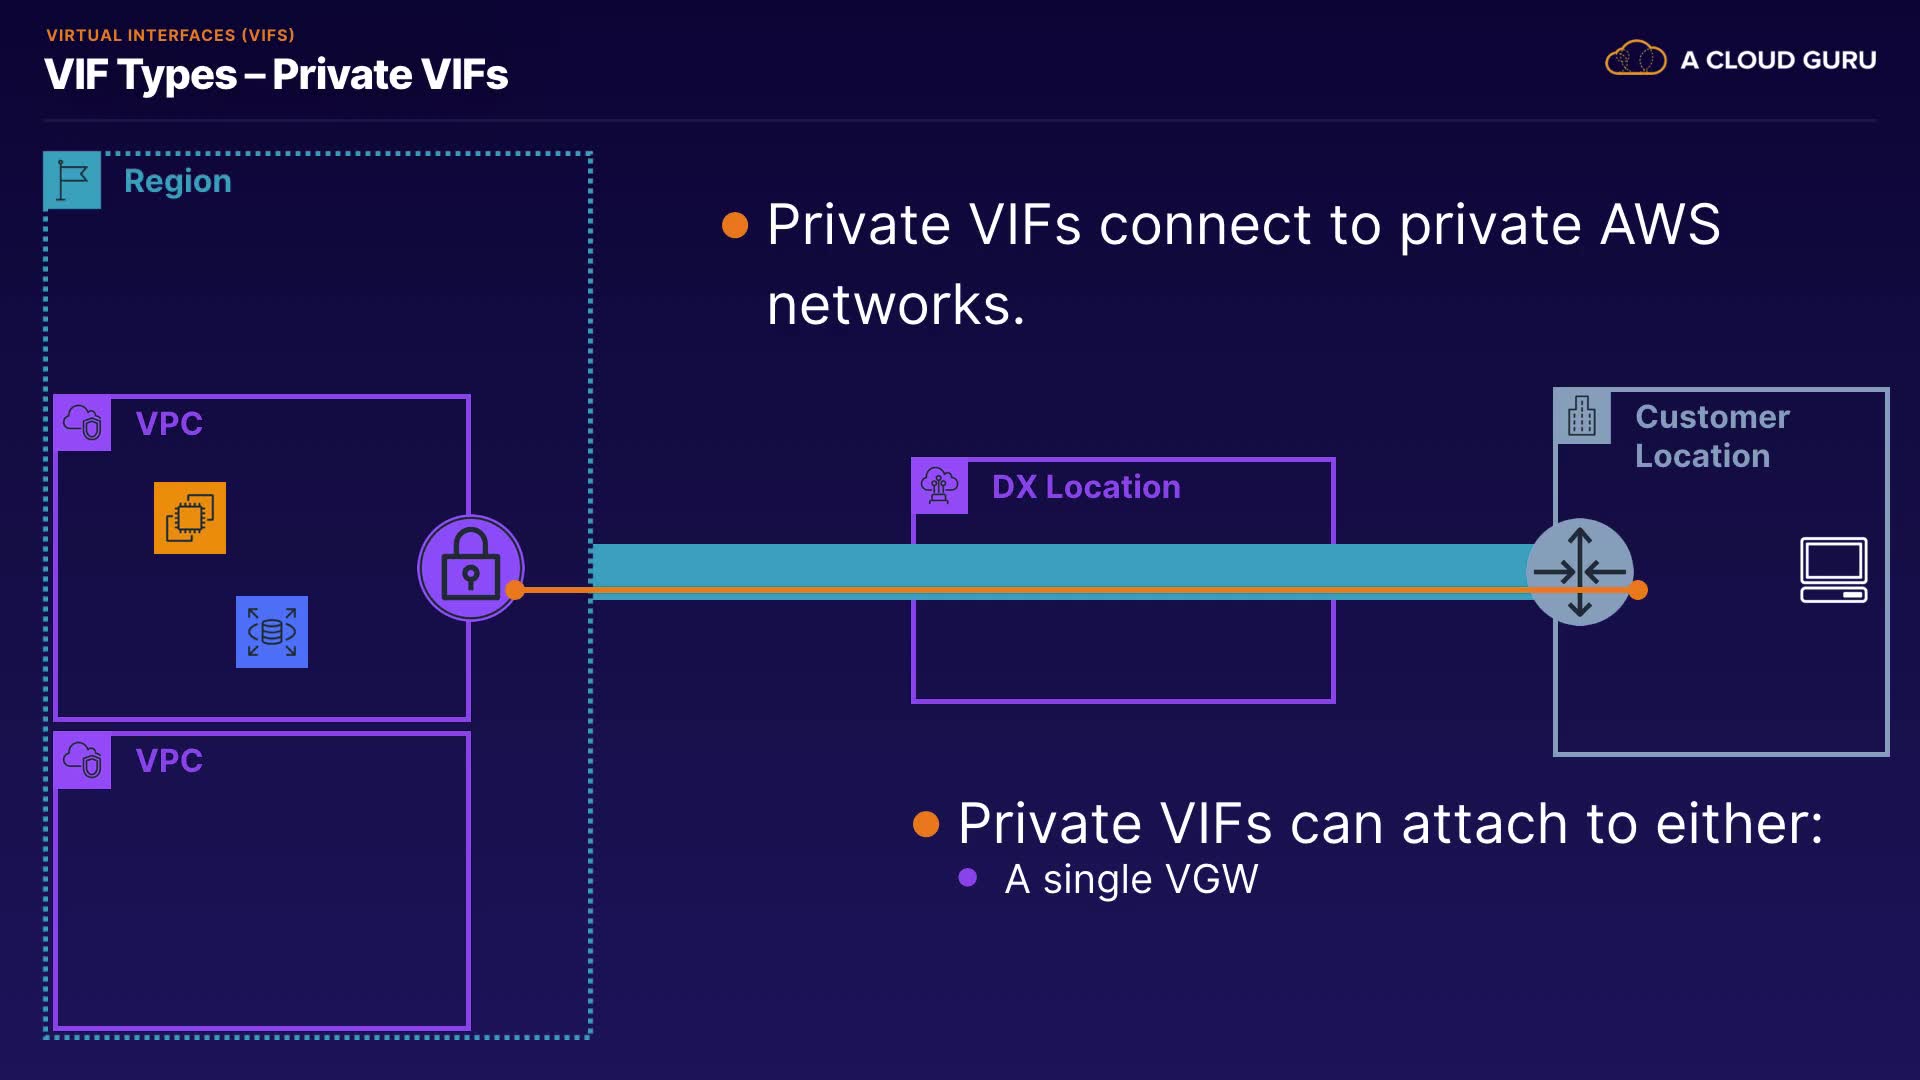 VIRTUAL INTERFACES (VIFS)
VIF Types – Private VIFs
A CLOUD GURU
Region
Private VIFs connect to private AWS
networks.
VPC
DX Location
Customer
Location
VPC
Private VIFs can attach to either:
A single VGW